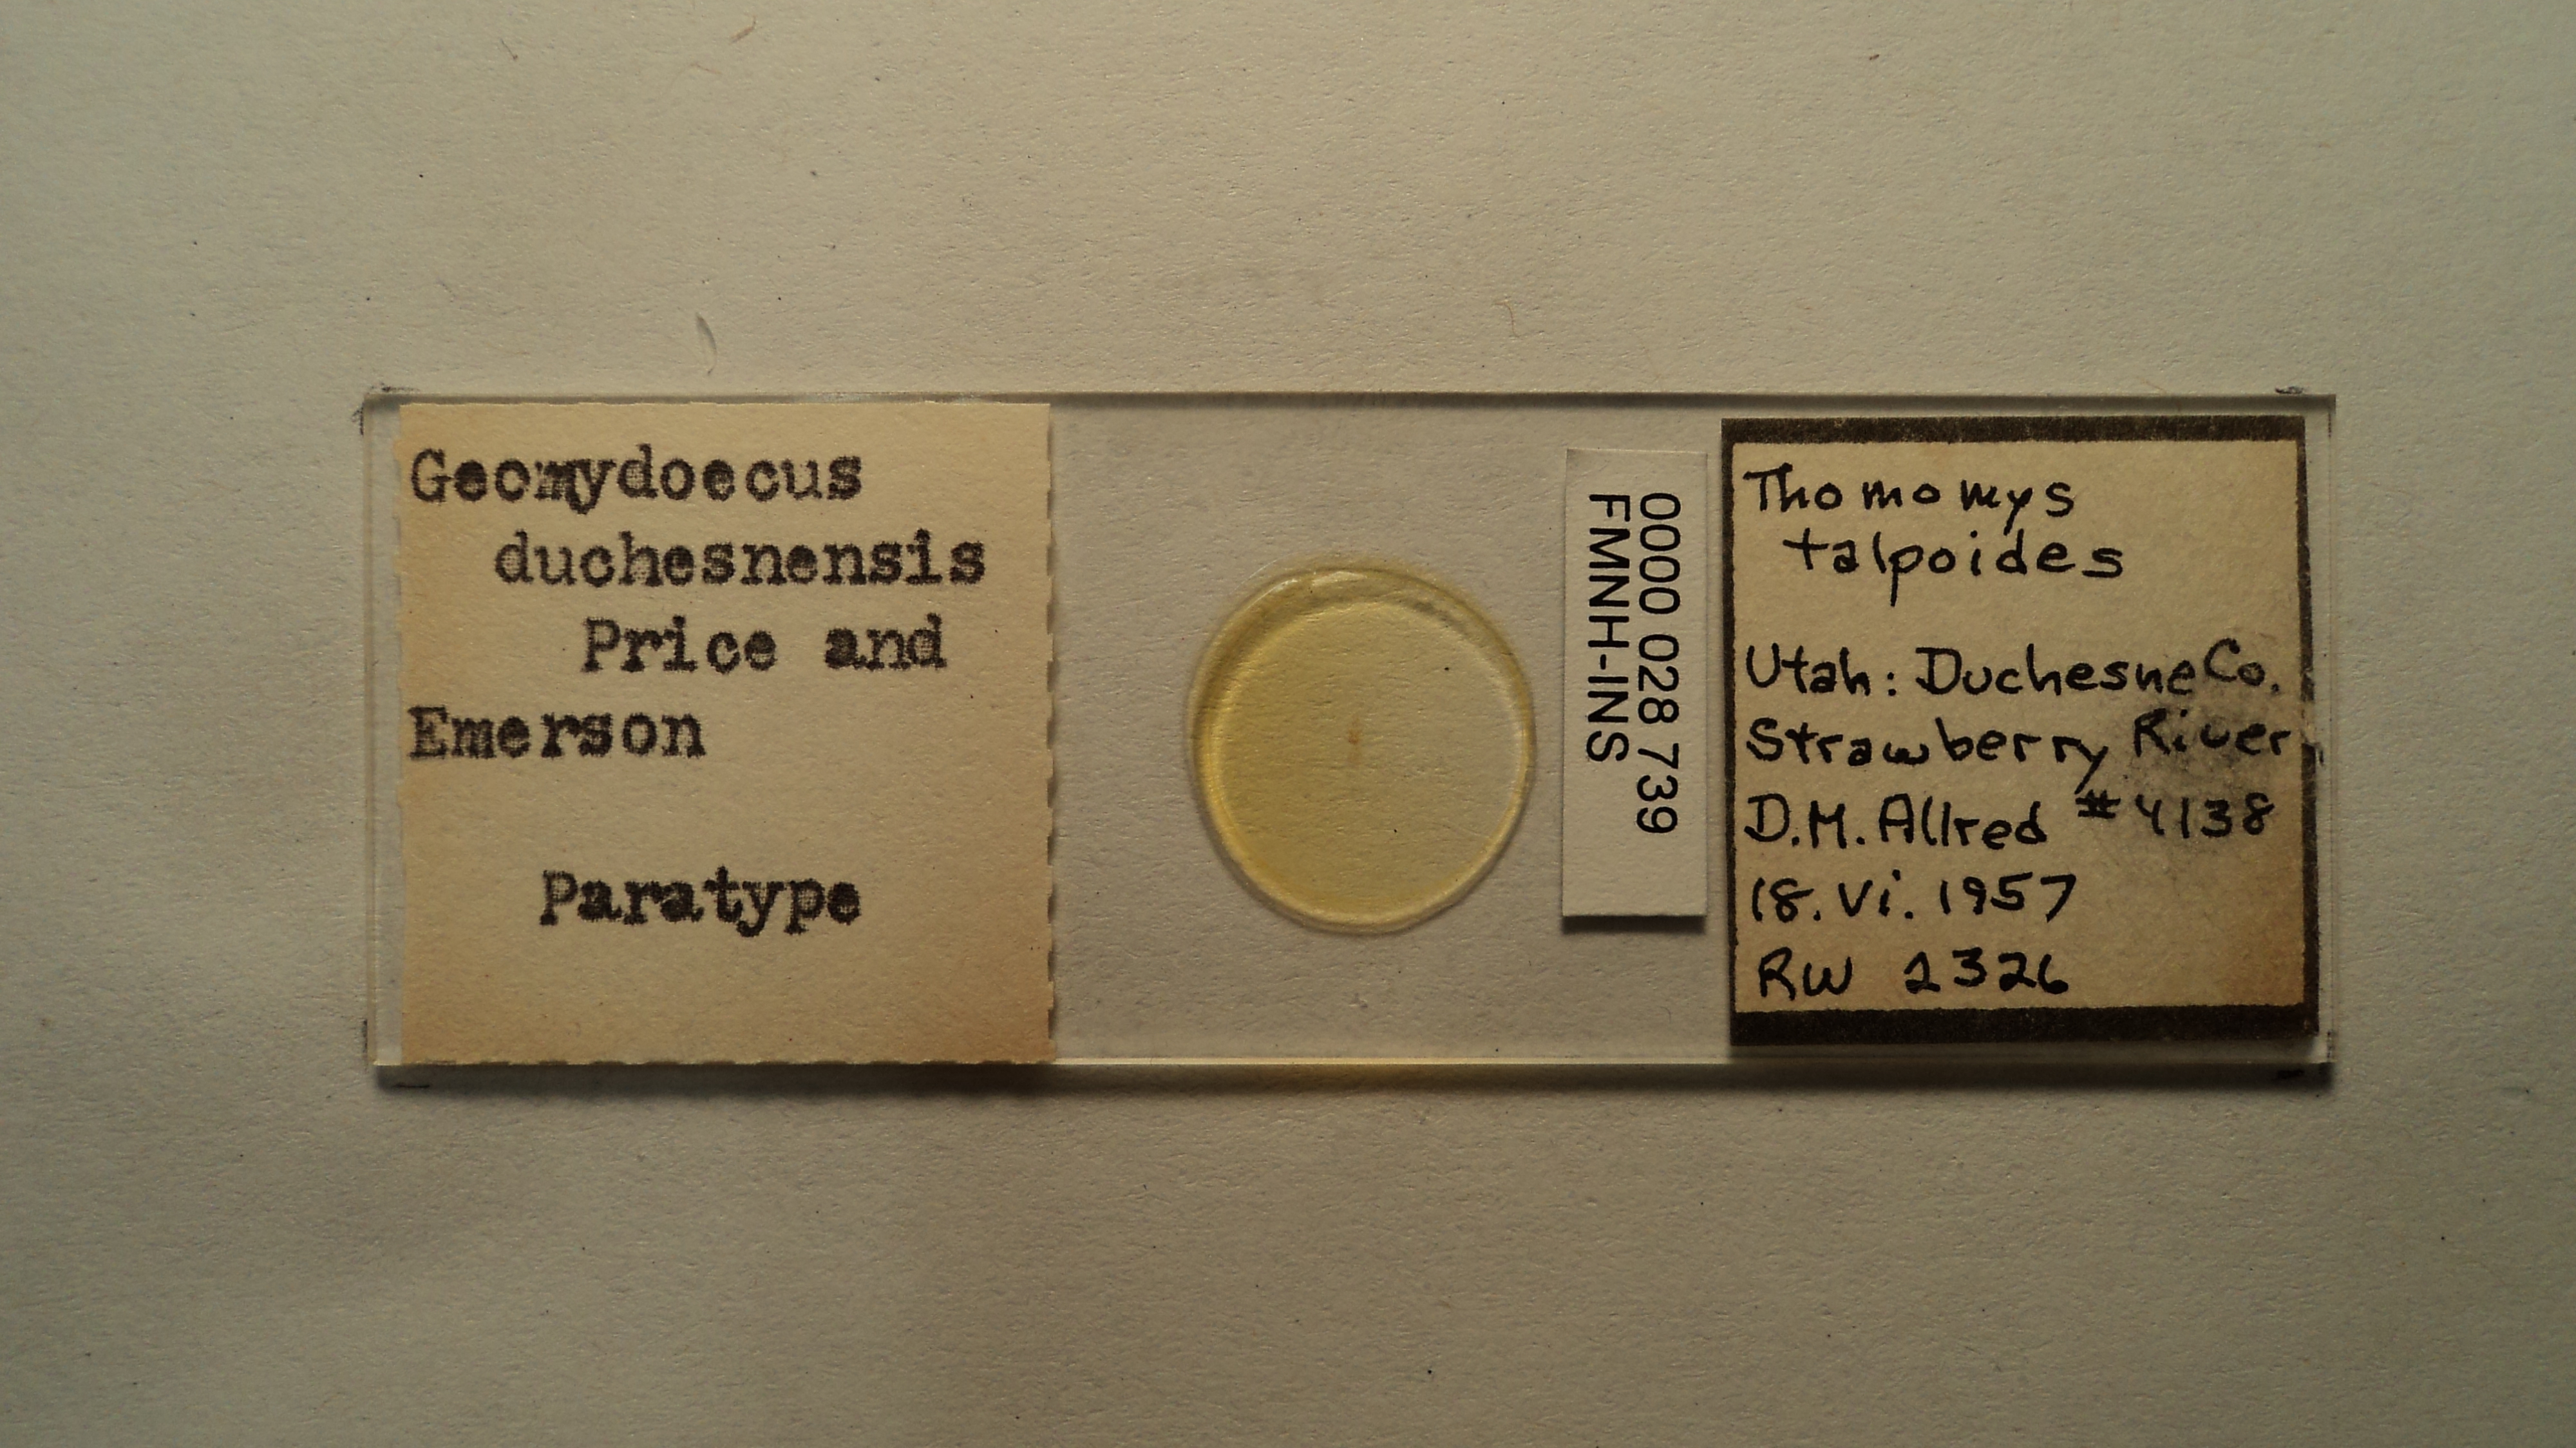 Geomydoecus
duchesnensis
Price and
Emerson
Paratype
0000 028 739
FMNH-INS
Thomomys
talpoides
Utah: Duchesne Co.
Strawberry River
D.M. Allred #4138
18.vi.1957
RW 2326